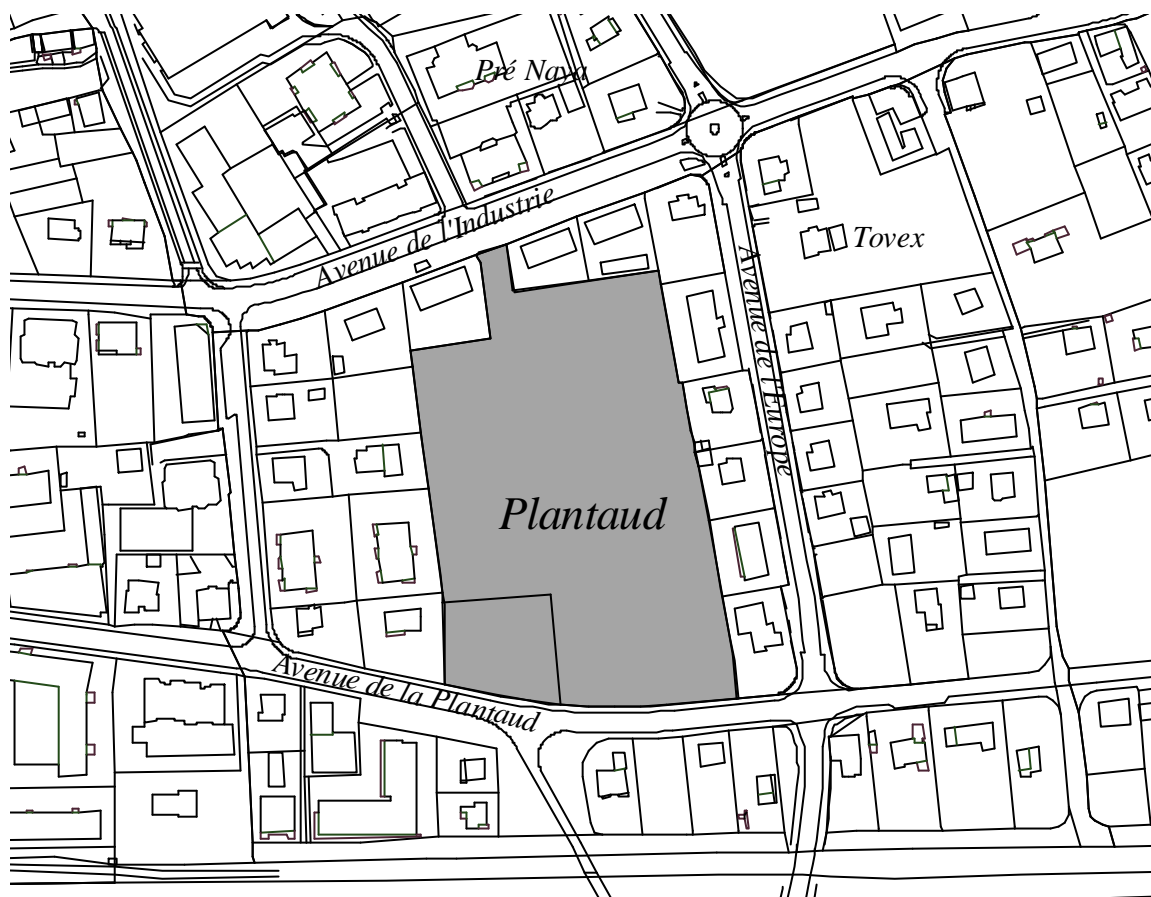 Pré Naya
Avenue de l'Industrie
Tovex
Avenue de l'Europe
Plantaud
Avenue de la Plantaud